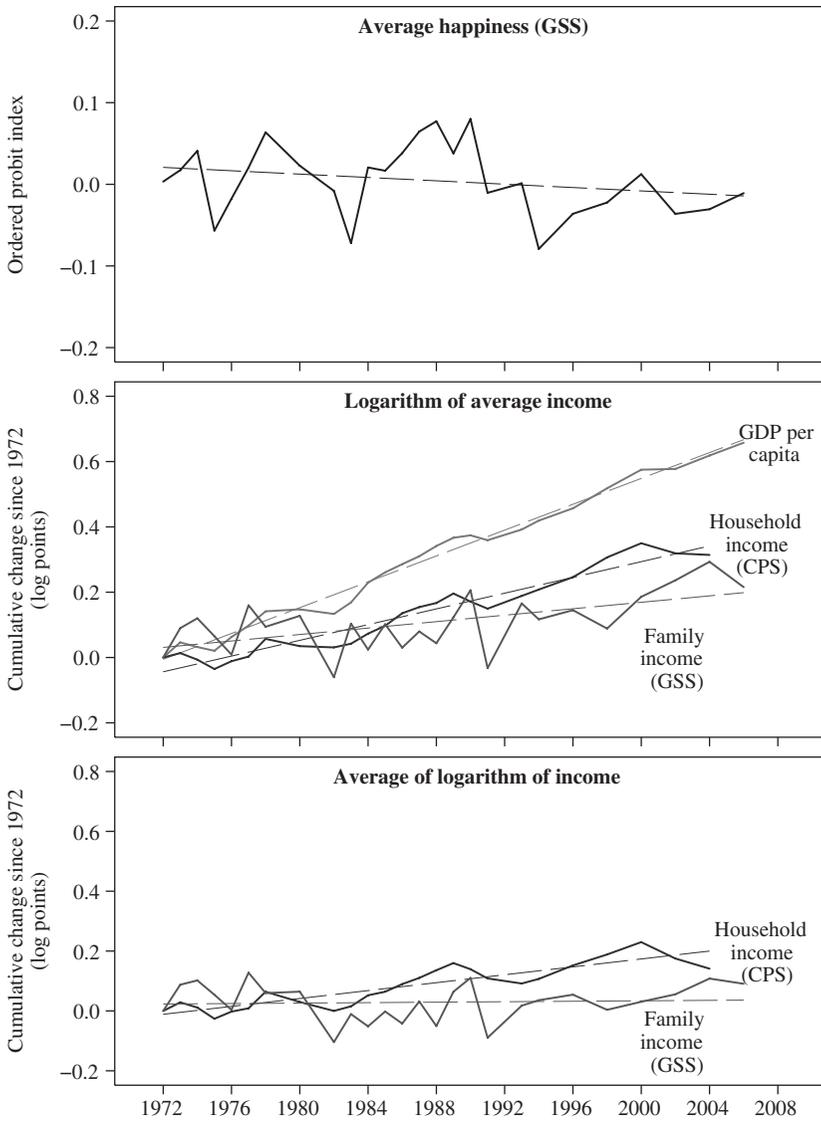 Average happiness (GSS)
Ordered probit index
0.2
0.1
0.0
−0.1
−0.2
Logarithm of average income
Cumulative change since 1972
(log points)
0.8
0.6
0.4
0.2
0.0
−0.2
GDP per
capita
Household
income
(CPS)
Family
income
(GSS)
Average of logarithm of income
Cumulative change since 1972
(log points)
0.8
0.6
0.4
0.2
0.0
−0.2
Household
income
(CPS)
Family
income
(GSS)
1972 1976 1980 1984 1988 1992 1996 2000 2004 2008